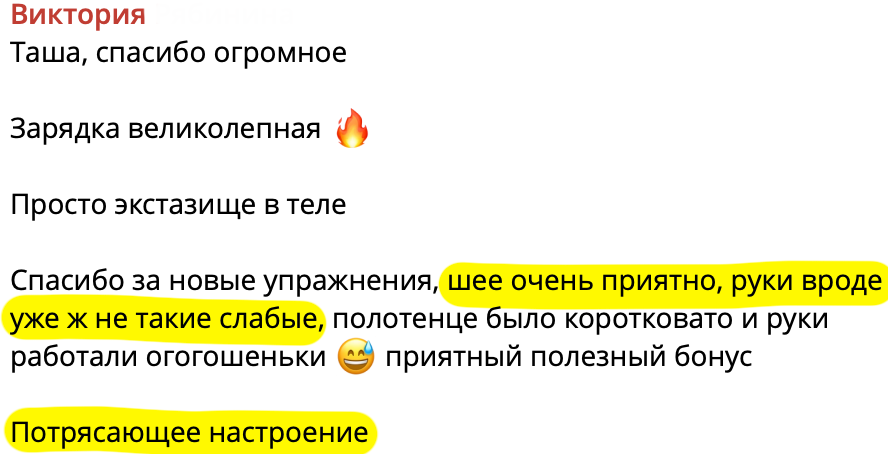 Виктория
Таша, спасибо огромное
Зарядка великолепная 🔥
Просто экстазище в теле
Спасибо за новые упражнения, шее очень приятно, руки вроде
уже ж не такие слабые, полотенце было коротковато и руки
работали огогошеньки 😅 приятный полезный бонус
Потрясающее настроение